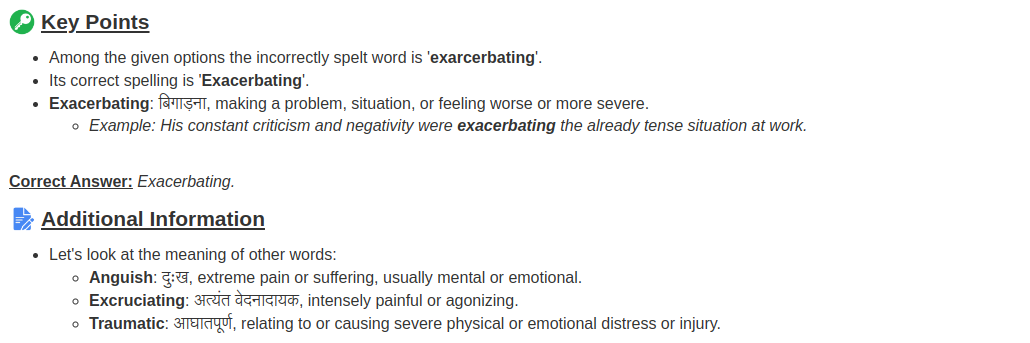 Key Points
Among the given options the incorrectly spelt word is 'exarcerbating'.
Its correct spelling is 'Exacerbating'.
Exacerbating: बिगाड़ना, making a problem, situation, or feeling worse or more severe.
Example: His constant criticism and negativity were exacerbating the already tense situation at work.
Correct Answer: Exacerbating.
Additional Information
Let's look at the meaning of other words:
Anguish: दुःख, extreme pain or suffering, usually mental or emotional.
Excruciating: अत्यंत वेदनादायक, intensely painful or agonizing.
Traumatic: आघातपूर्ण, relating to or causing severe physical or emotional distress or injury.